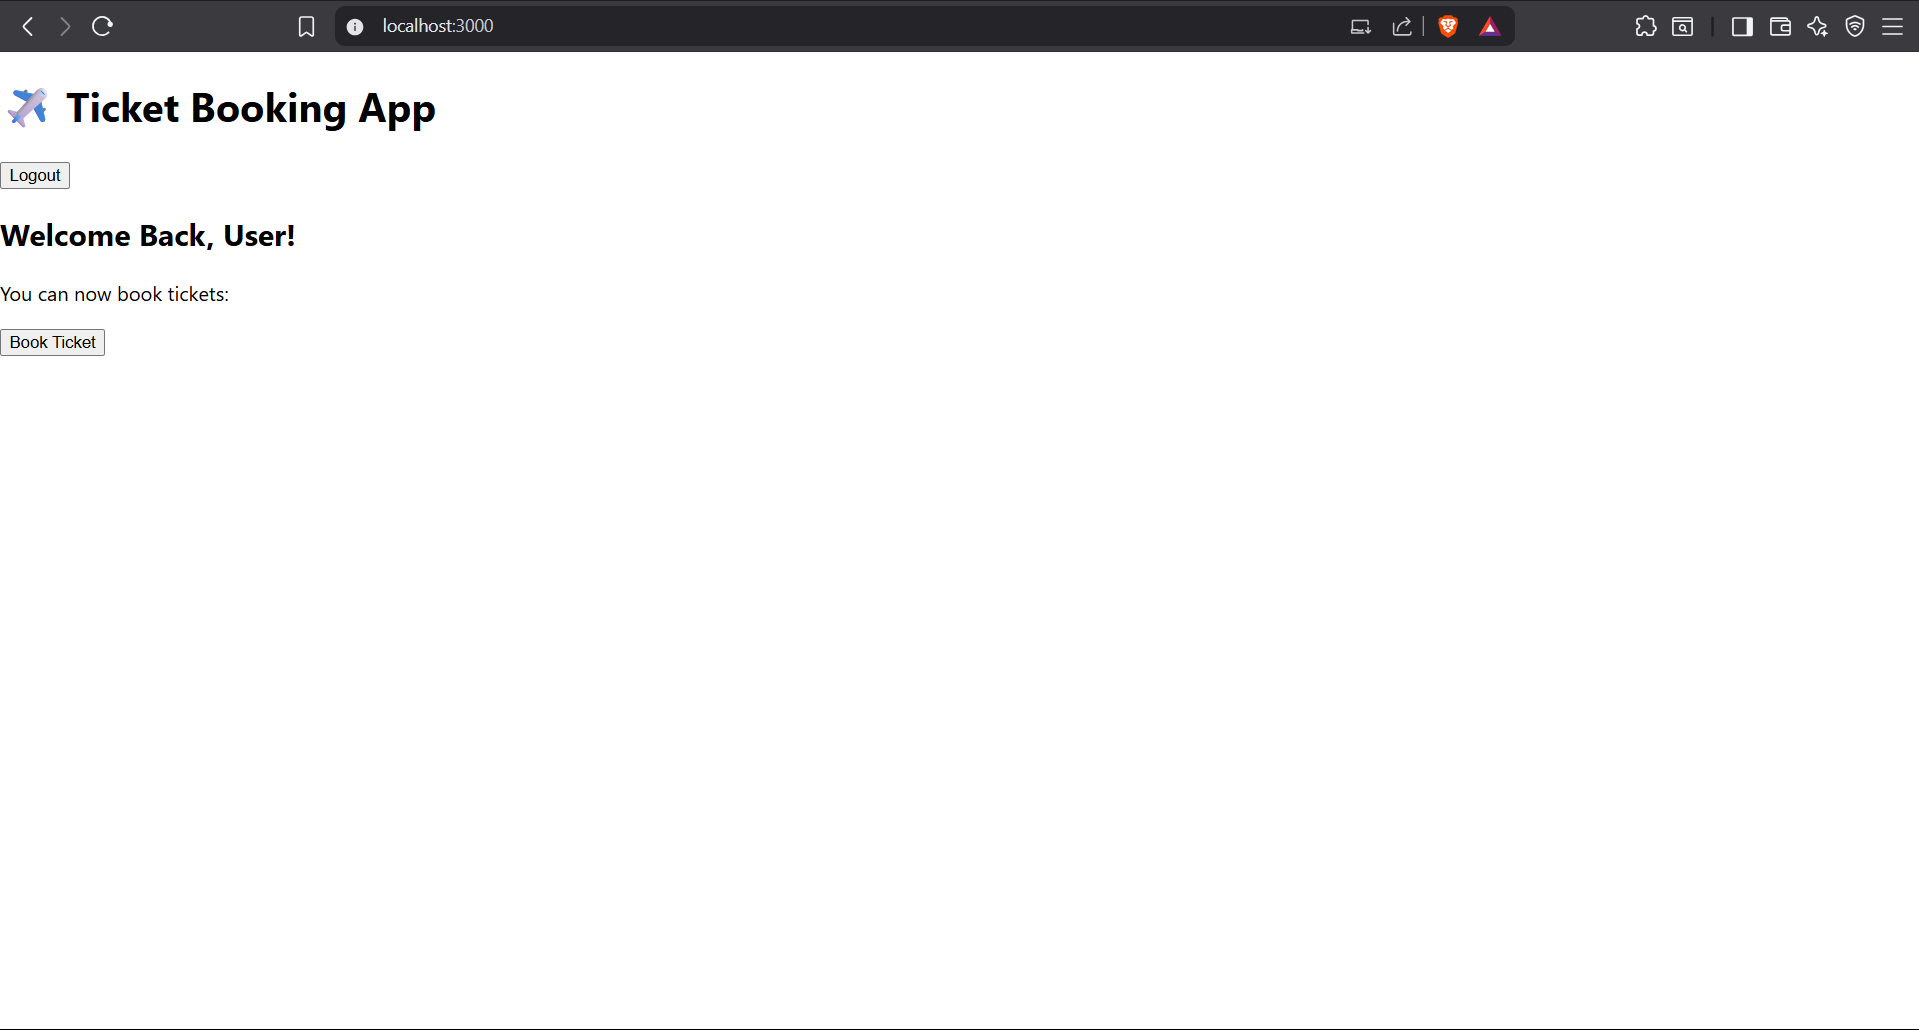 localhost:3000
✈️ Ticket Booking App
Logout
Welcome Back, User!
You can now book tickets:
Book Ticket